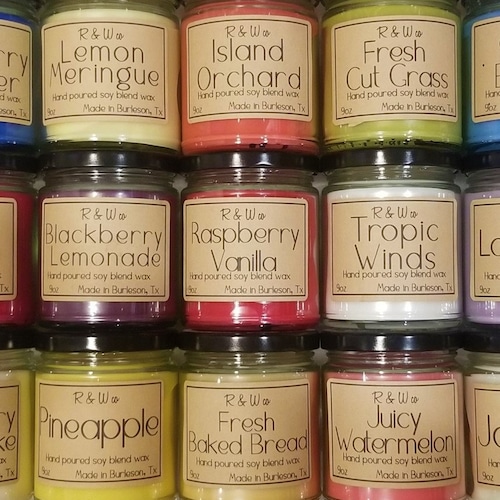 R & W co
Lemon
Meringue
Hand poured soy blend wax
9oz Made in Burleson, Tx
R & W co
Island
Orchard
Hand poured soy blend wax
9oz Made in Burleson, Tx
R & W co
Fresh
Cut Grass
Hand poured soy blend wax
9oz Made in Burleson, Tx
R & W co
Blackberry
Lemonade
Hand poured soy blend wax
9oz Made in Burleson, Tx
R & W co
Raspberry
Vanilla
Hand poured soy blend wax
9oz Made in Burleson, Tx
R & W co
Tropic
Winds
Hand poured soy blend wax
9oz Made in Burleson, Tx
R & W co
Pineapple
Hand poured soy blend wax
9oz Made in Burleson, Tx
R & W co
Fresh
Baked Bread
Hand poured soy blend wax
9oz Made in Burleson, Tx
R & W co
Juicy
Watermelon
Hand poured soy blend wax
9oz Made in Burleson, Tx